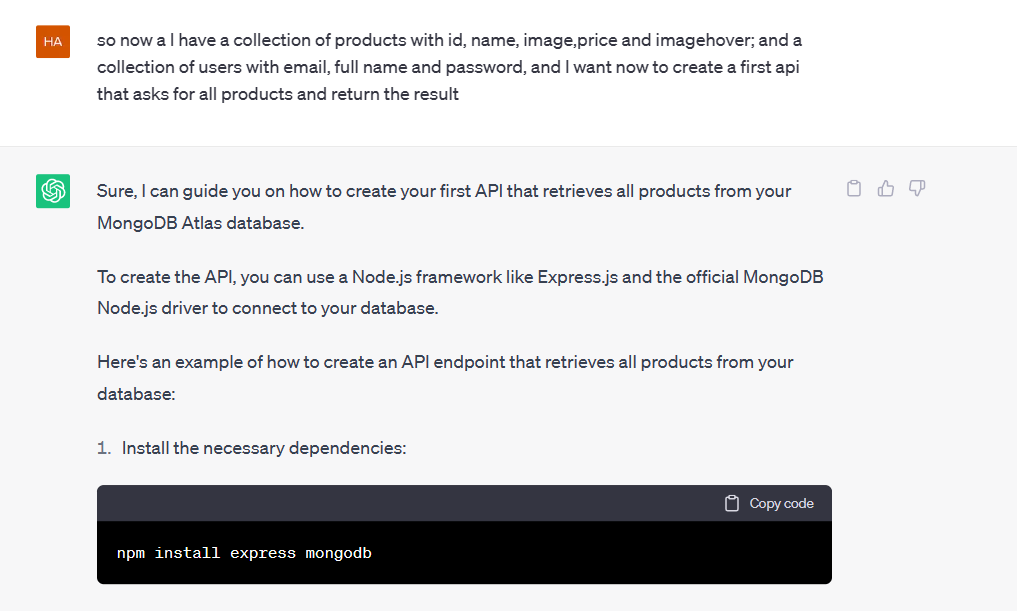 HA
so now a I have a collection of products with id, name, image,price and imagehover; and a
collection of users with email, full name and password, and I want now to create a first api
that asks for all products and return the result
Sure, I can guide you on how to create your first API that retrieves all products from your
MongoDB Atlas database.
To create the API, you can use a Node.js framework like Express.js and the official MongoDB
Node.js driver to connect to your database.
Here's an example of how to create an API endpoint that retrieves all products from your
database:
1. Install the necessary dependencies:
Copy code
npm install express mongodb